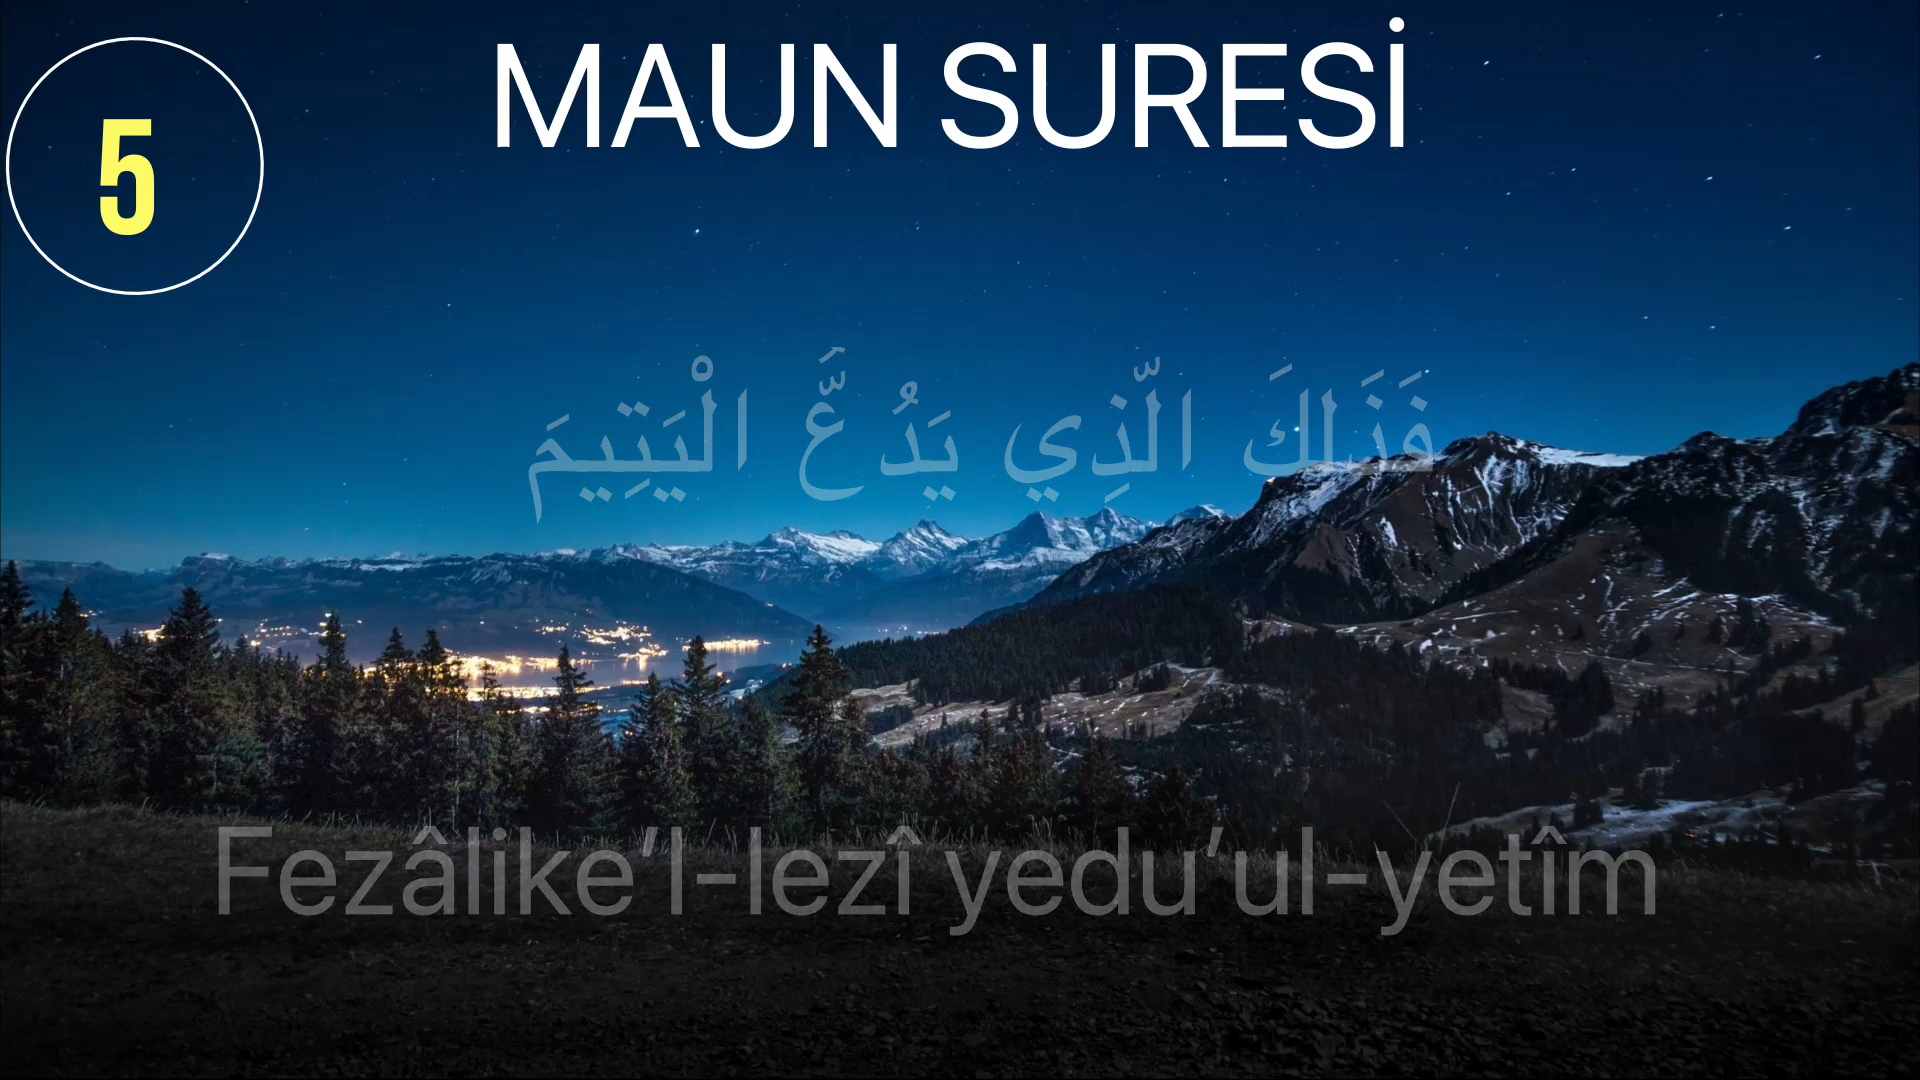 MAUN SURESİ
5
فَذَلِكَ الَّذِي يَدُعَُّ الْيَتِيمَ
Fezâlike’l-lezî yedu’ul-yetîm